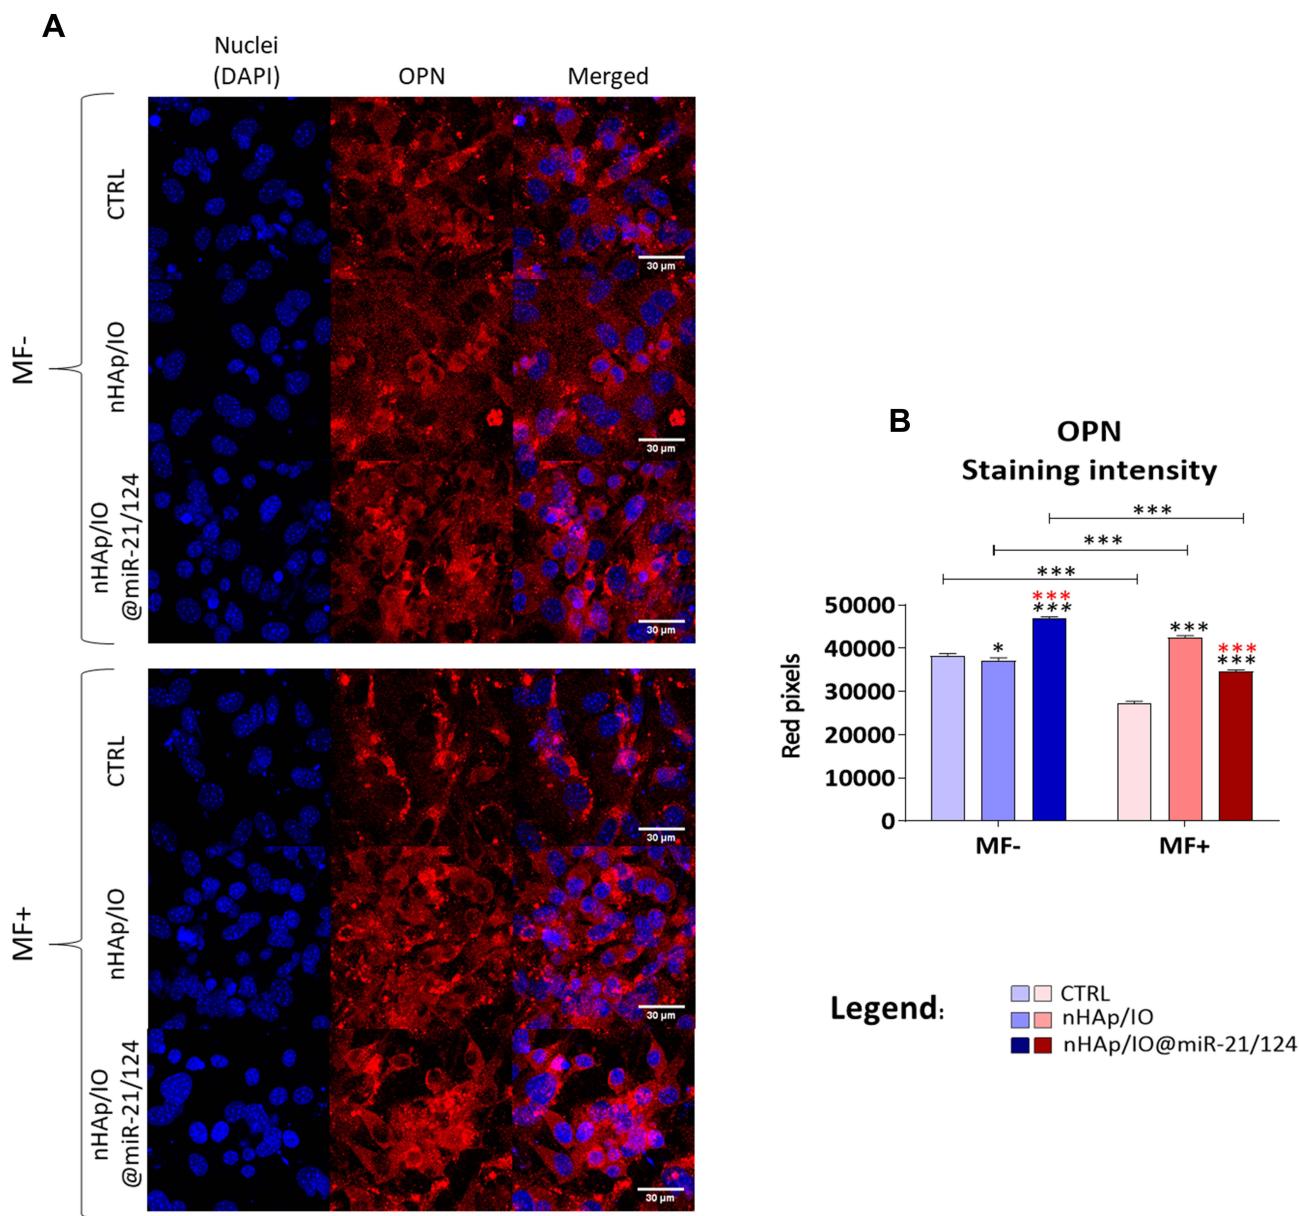 A
Nuclei
(DAPI)
OPN
Merged
MF-
CTRL
30 µm
nHAp/IO
30 µm
nHAp/IO
@miR-21/124
30 µm
MF+
CTRL
30 µm
nHAp/IO
30 µm
nHAp/IO
@miR-21/124
30 µm
B
OPN
Staining intensity
***
***
***
***
***
*
***
***
***
Red pixels
50000
40000
30000
20000
10000
0
MF-
MF+
Legend:
CTRL
nHAp/IO
nHAp/IO@miR-21/124